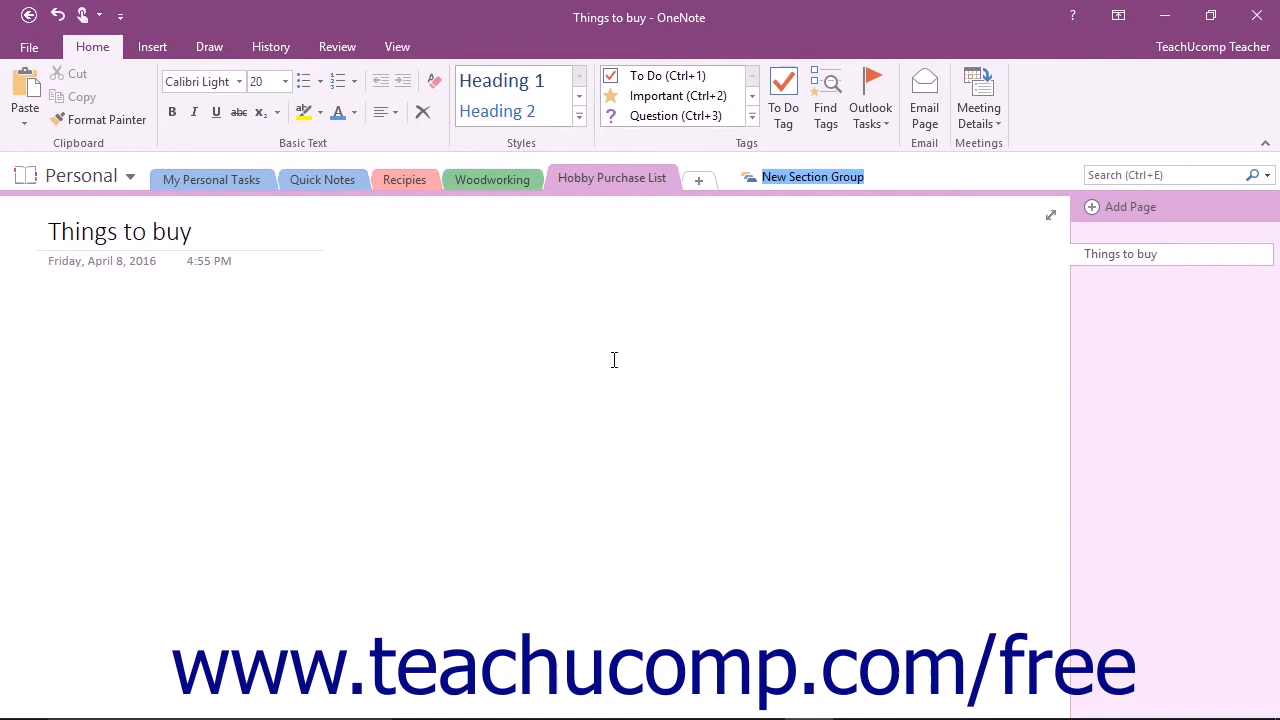 Things to buy - OneNote
?
File Home Insert Draw History Review View TeachUcomp Teacher
Paste
Cut
Copy
Format Painter
Clipboard
Calibri Light 20
B I U abc x₂ A
Basic Text
Heading 1
Heading 2
Styles
To Do (Ctrl+1)
Important (Ctrl+2)
? Question (Ctrl+3)
To Do Tag
Find Tags
Tags
Outlook Tasks
Email Page
Email
Meeting Details
Meetings
Personal My Personal Tasks Quick Notes Recipies Woodworking Hobby Purchase List + New Section Group Search (Ctrl+E)
Things to buy
Friday, April 8, 2016 4:55 PM
Add Page
Things to buy
www.teachucomp.com/free